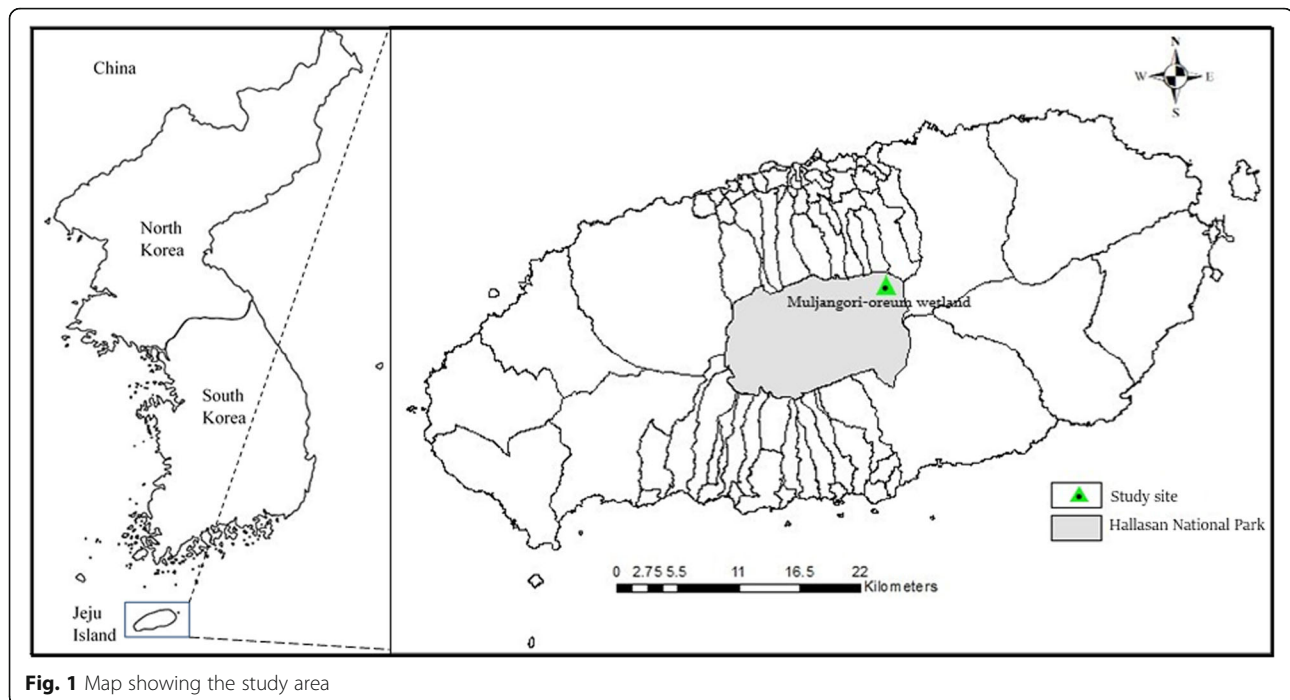 China
North
Korea
South
Korea
Jeju
Island
N
W E
S
Muljangori-oreum wetland
Study site
Hallasan National Park
0 2.75 5.5 11 16.5 22
Kilometers
Fig. 1 Map showing the study area